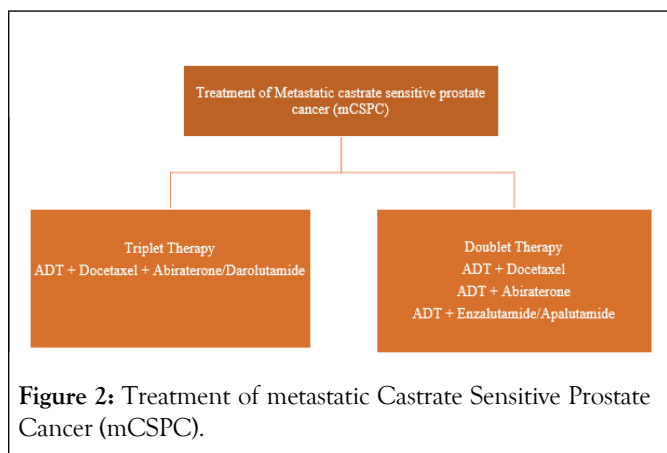 Treatment of Metastatic castrate sensitive prostate
cancer (mCSPC)
Triplet Therapy
ADT + Docetaxel + Abiraterone/Darolutamide
Doublet Therapy
ADT + Docetaxel
ADT + Abiraterone
ADT + Enzalutamide/Apalutamide
Figure 2: Treatment of metastatic Castrate Sensitive Prostate
Cancer (mCSPC).